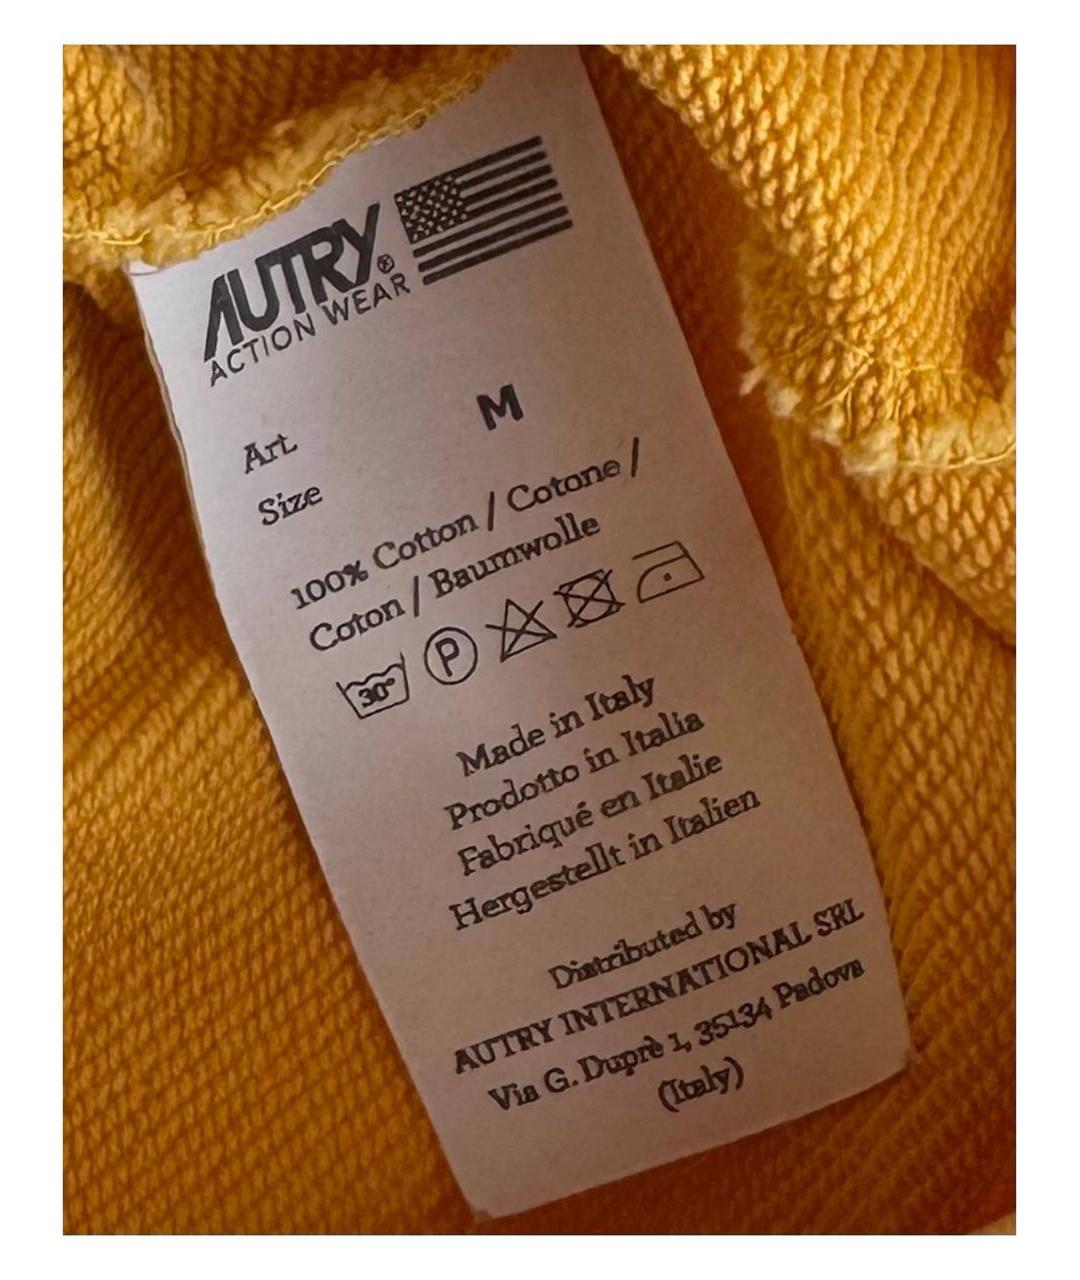 AUTRY®
ACTION WEAR
Art. M
Size
100% Cotton / Cotone /
Coton / Baumwolle
30° P
Made in Italy
Prodotto in Italia
Fabriqué en Italie
Hergestellt in Italien
Distributed by
AUTRY INTERNATIONAL SRL
Via G. Duprè 1, 35134 Padova
(Italy)